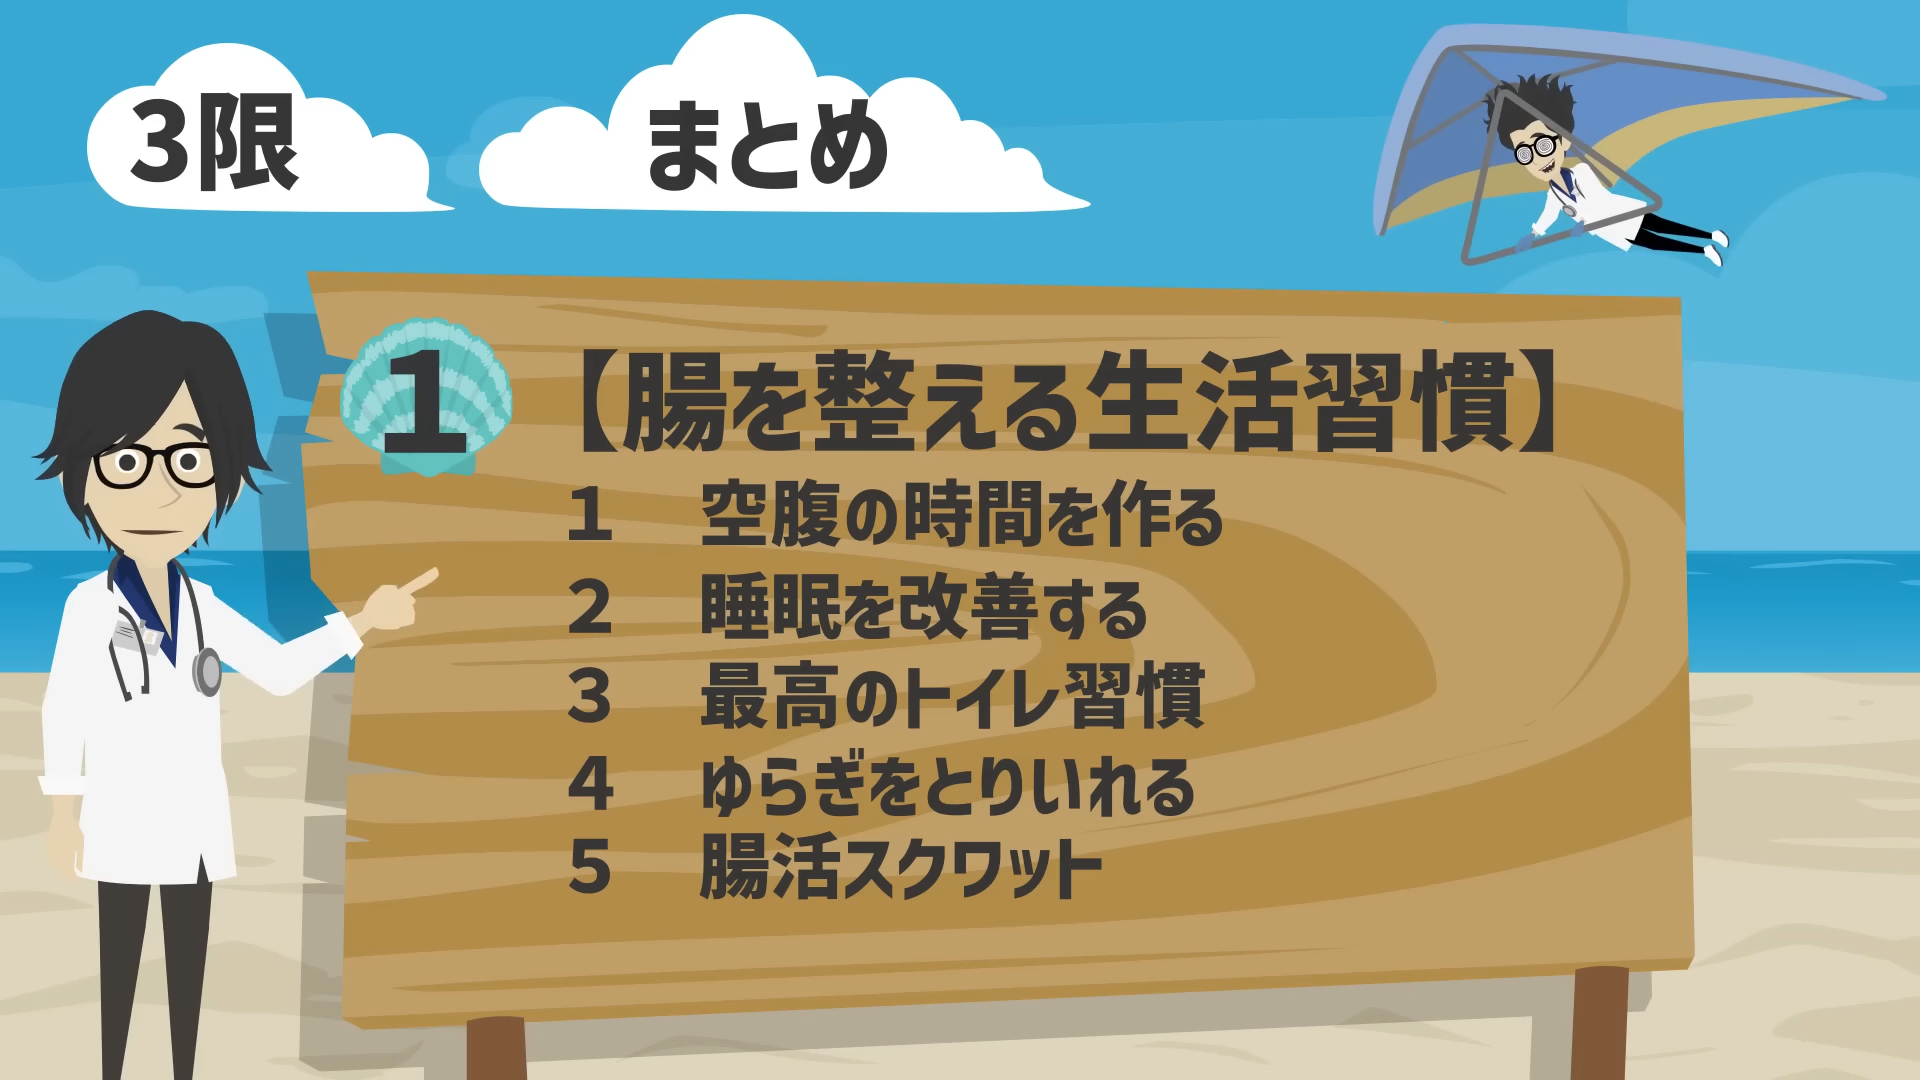 3限
まとめ
1 【腸を整える生活習慣】
1 空腹の時間を作る
2 睡眠を改善する
3 最高のトイレ習慣
4 ゆらぎをとりいれる
5 腸活スクワット